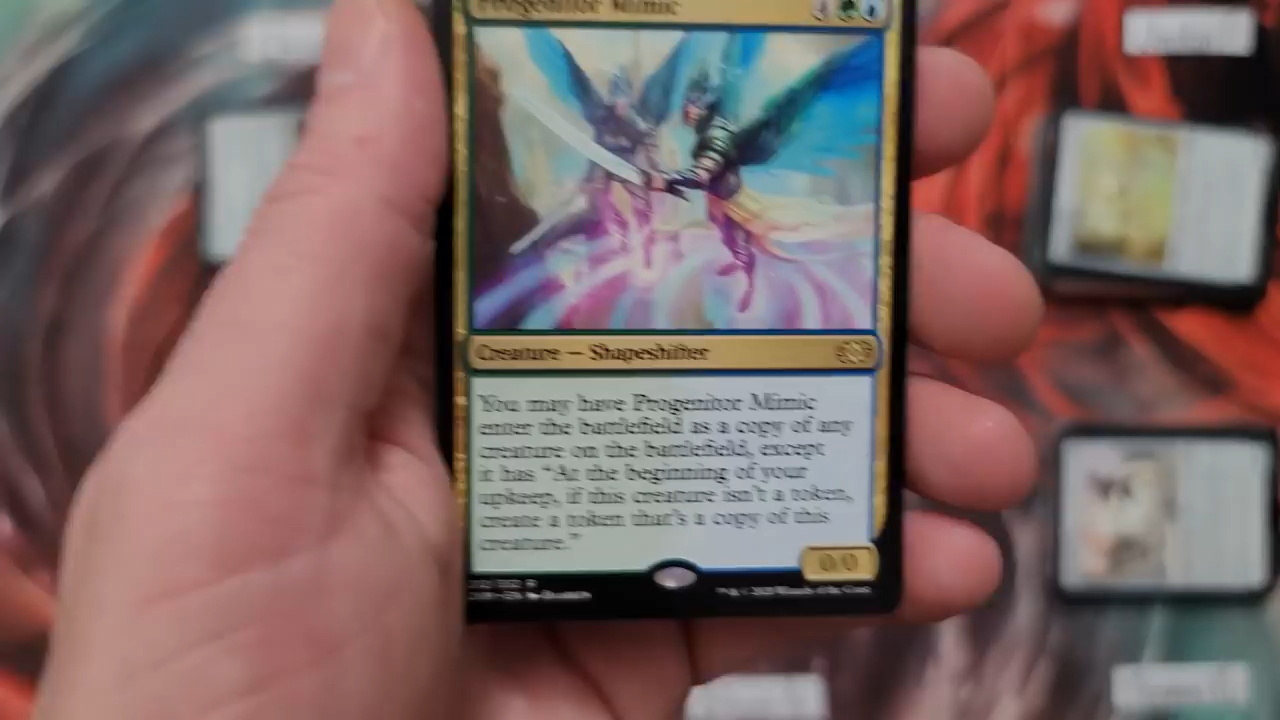 Progenitor Mimic
Creature — Shapeshifter
You may have Progenitor Mimic
enter the battlefield as a copy of any
creature on the battlefield, except
it has "At the beginning of your
upkeep, if this creature isn't a token,
create a token that's a copy of this
creature."
0/0